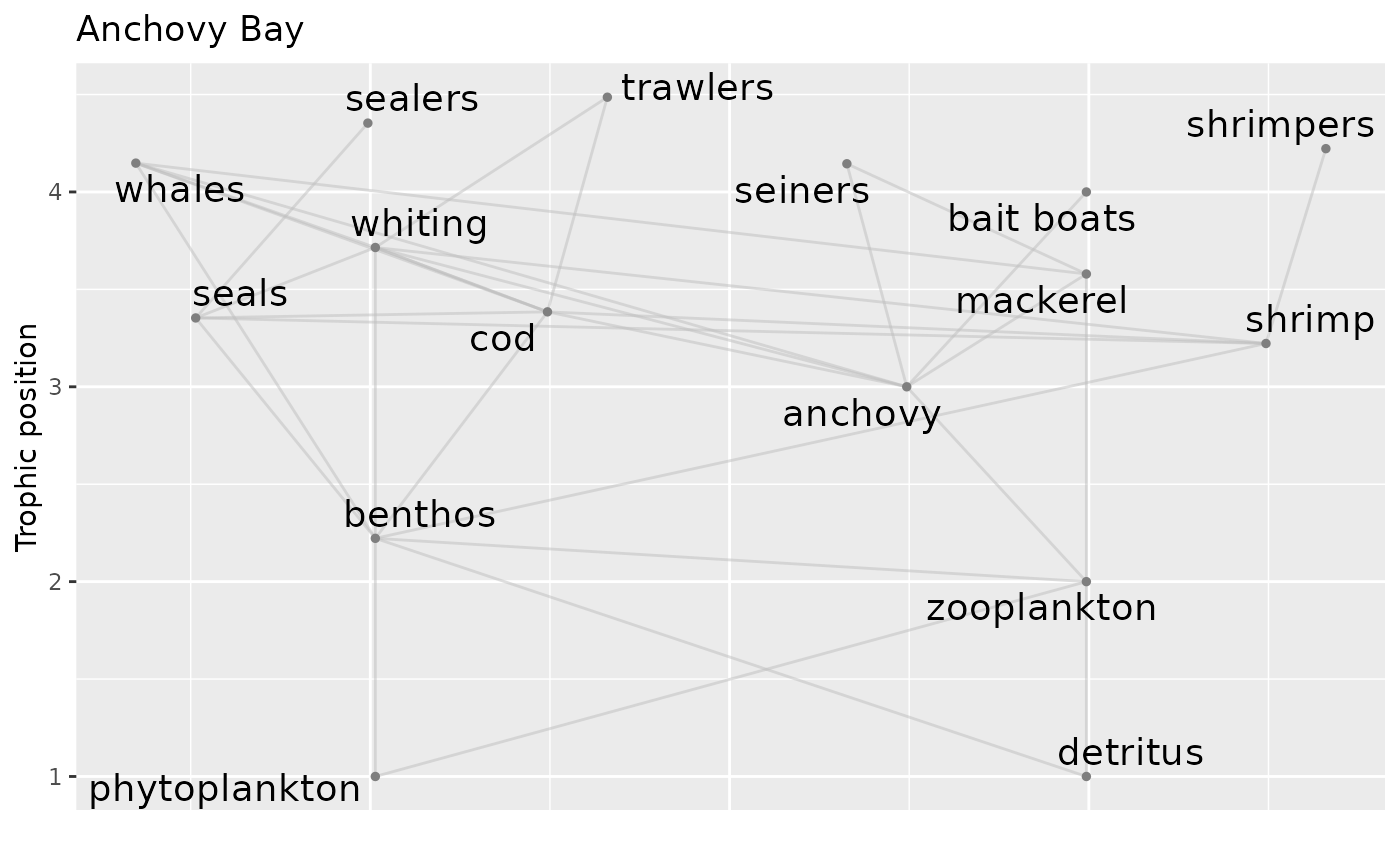 Anchovy Bay
trawlers
sealers
shrimpers
whales
seiners
4
bait boats
whiting
seals
mackerel
shrimp
cod
Trophic position
3
anchovy
benthos
2
zooplankton
detritus
1
phytoplankton